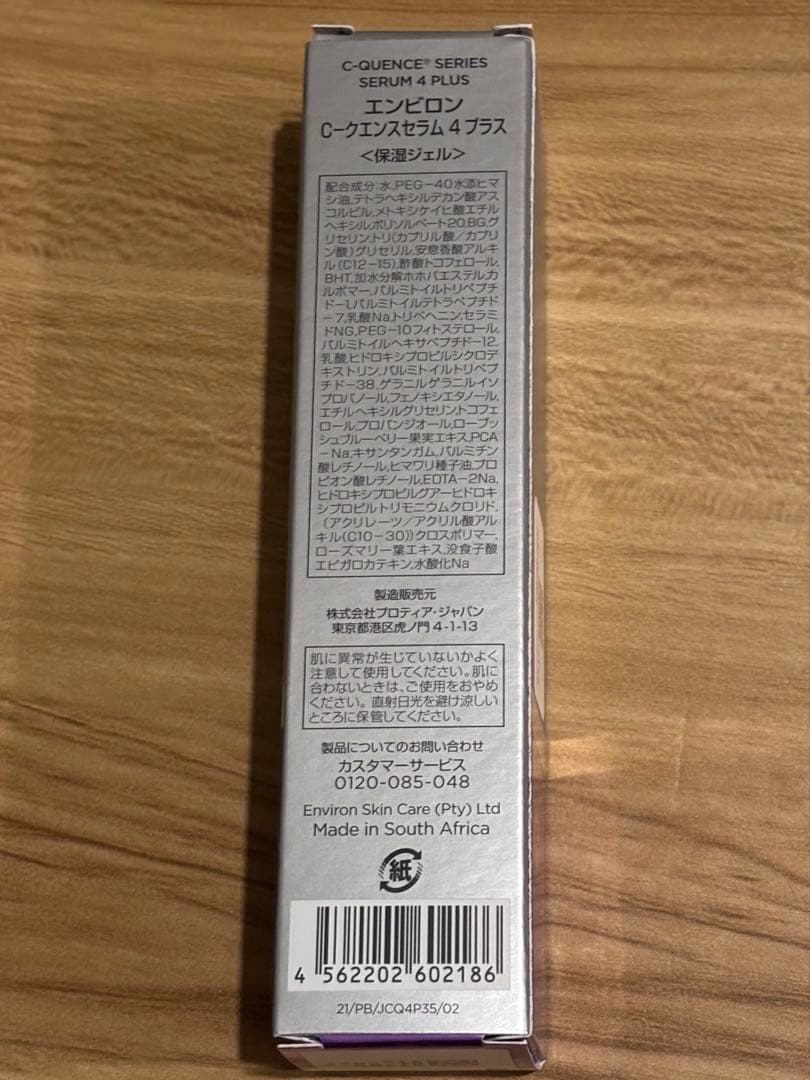 C-QUENCE® SERIES
SERUM 4 PLUS
エンビロン
C-クエンスセラム 4 プラス
＜保湿ジェル＞
配合成分:水,PEG-40水添ヒマ
シ油,テトラヘキシルデカン酸アス
コルビル,メトキシケイヒ酸エチル
ヘキシル,ポリソルベート20,BG,グ
リセリン,トリ(カプリル酸／カプリ
ン酸)グリセリル,安息香酸アルキ
ル(C12-15),酢酸トコフェロール,
BHT,加水分解ホホバエステル,カ
ルボマー,パルミトイルトリペプチ
ド-1,パルミトイルテトラペプチド
-7,乳酸Na,トリベヘニン,セラミ
ドNG,PEG-10フィトステロール,
パルミトイルヘキサペプチド-12,
乳酸,ヒドロキシプロピルシクロデ
キストリン,パルミトイルトリペプ
チド-38,ゲラニルゲラニルイソ
プロパノール,フェノキシエタノール,
エチルヘキシルグリセリン,トコフェ
ロール,プロパンジオール,ローブッ
シュブルーベリー果実エキス,PCA
-Na,キサンタンガム,パルミチン
酸レチノール,ヒマワリ種子油,プロ
ピオン酸レチノール,EDTA-2Na,
ヒドロキシプロピルグアーヒドロキ
シプロピルトリモニウムクロリド,
(アクリレーツ／アクリル酸アル
キル(C10-30))クロスポリマー,
ローズマリー葉エキス,没食子酸
エピガロカテキン,水酸化Na
製造販売元
株式会社プロティア・ジャパン
東京都港区虎ノ門 4-1-13
肌に異常が生じていないかよく
注意して使用してください。肌に
合わないときは、ご使用をおやめ
ください。直射日光を避け涼しい
ところに保管してください。
製品についてのお問い合わせ
カスタマーサービス
0120-085-048
Environ Skin Care (Pty) Ltd
Made in South Africa
紙
4 562202 602186
21/PB/JCQ4P35/02